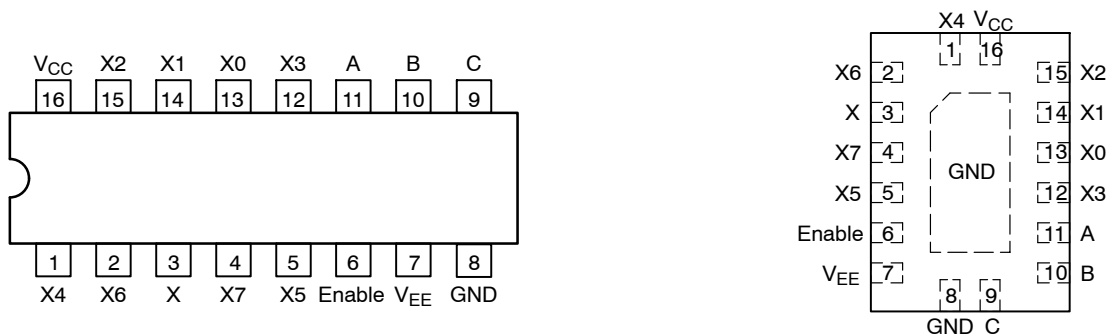 VCC X2 X1 X0 X3 A B C
16 15 14 13 12 11 10 9
1 2 3 4 5 6 7 8
X4 X6 X X7 X5 Enable VEE GND
X4 VCC
1 16
X6 2 15 X2
X 3 14 X1
X7 4 13 X0
GND
X5 5 12 X3
Enable 6 11 A
VEE 7 10 B
8 9
GND C